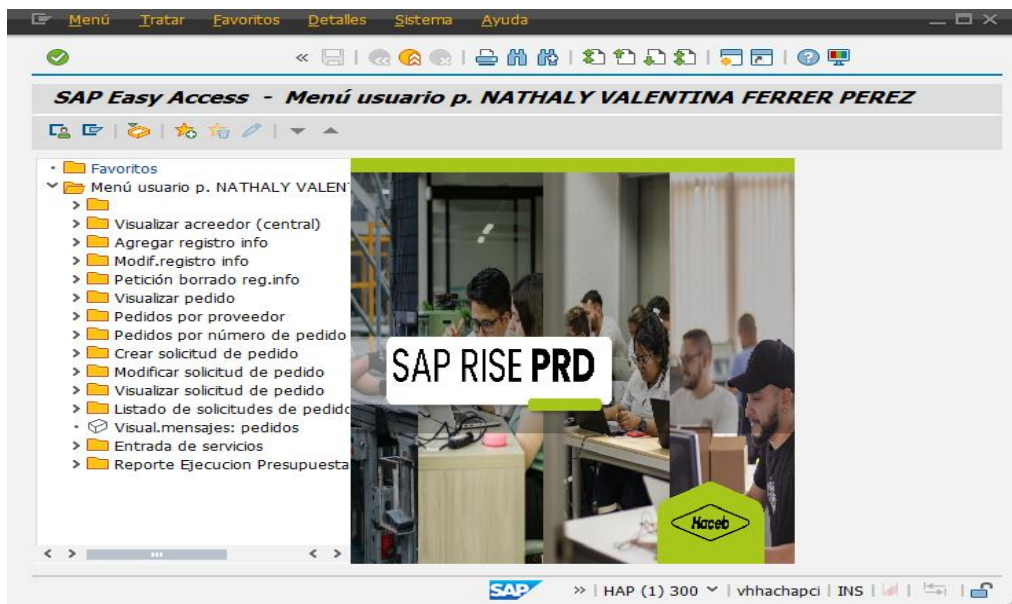 Menú Tratar Favoritos Detalles Sistema Ayuda
SAP Easy Access - Menú usuario p. NATHALY VALENTINA FERRER PEREZ
Favoritos
Menú usuario p. NATHALY VALEN
Visualizar acreedor (central)
Agregar registro info
Modif.registro info
Petición borrado reg.info
Visualizar pedido
Pedidos por proveedor
Pedidos por número de pedido
Crear solicitud de pedido
Modificar solicitud de pedido
Visualizar solicitud de pedido
Listado de solicitudes de pedido
Visual.mensajes: pedidos
Entrada de servicios
Reporte Ejecucion Presupuesta
SAP RISE PRD
Haceb
SAP » | HAP (1) 300 | vhhachapci | INS